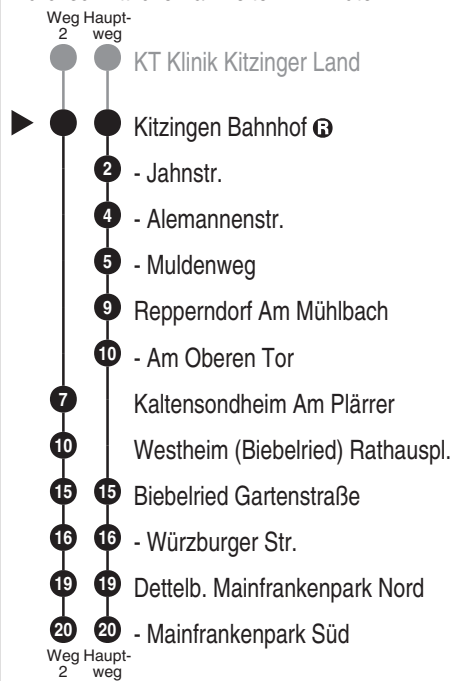 Weg Haupt-
2 weg
KT Klinik Kitzinger Land
Kitzingen Bahnhof R
2 - Jahnstr.
4 - Alemannenstr.
5 - Muldenweg
9 Repperndorf Am Mühlbach
10 - Am Oberen Tor
7 Kaltensondheim Am Plärrer
10 Westheim (Biebelried) Rathauspl.
15 15 Biebelried Gartenstraße
16 16 - Würzburger Str.
19 19 Dettelb. Mainfrankenpark Nord
20 20 - Mainfrankenpark Süd
Weg Haupt-
2 weg